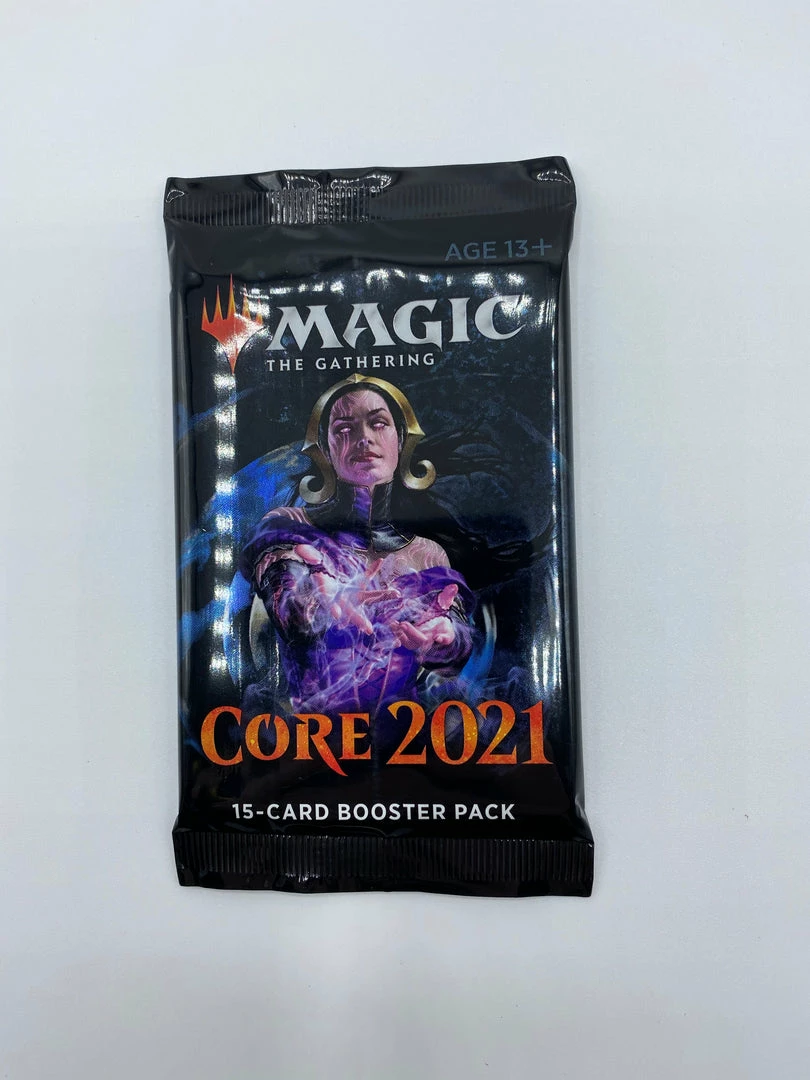 AGE 13+
MAGIC
THE GATHERING
CORE 2021
15-CARD BOOSTER PACK